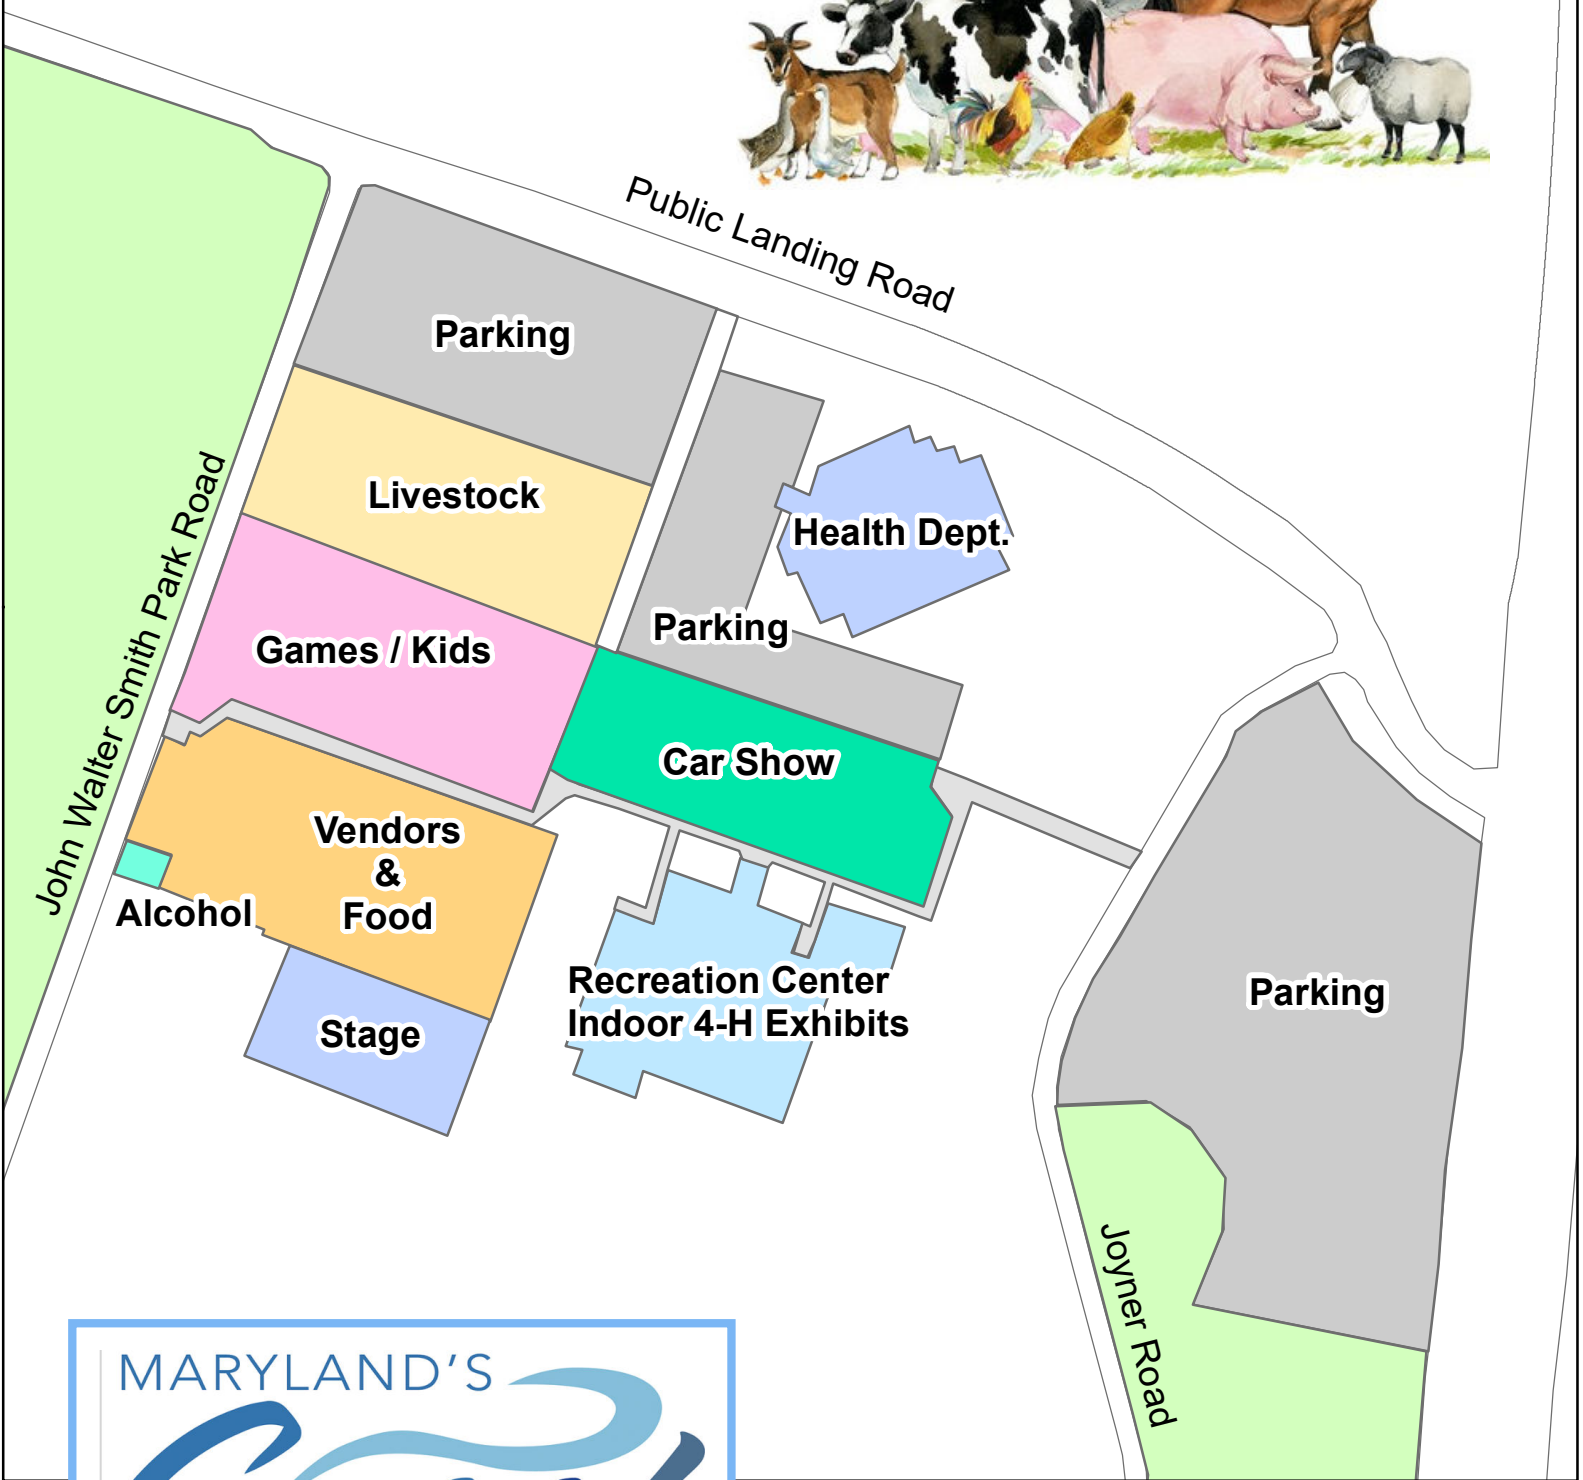 Public Landing Road
Parking
Livestock
Health Dept.
Parking
Games / Kids
John Walter Smith Park Road
Car Show
Vendors
&
Food
Alcohol
Recreation Center
Indoor 4-H Exhibits
Parking
Stage
Joyner Road
MARYLAND'S